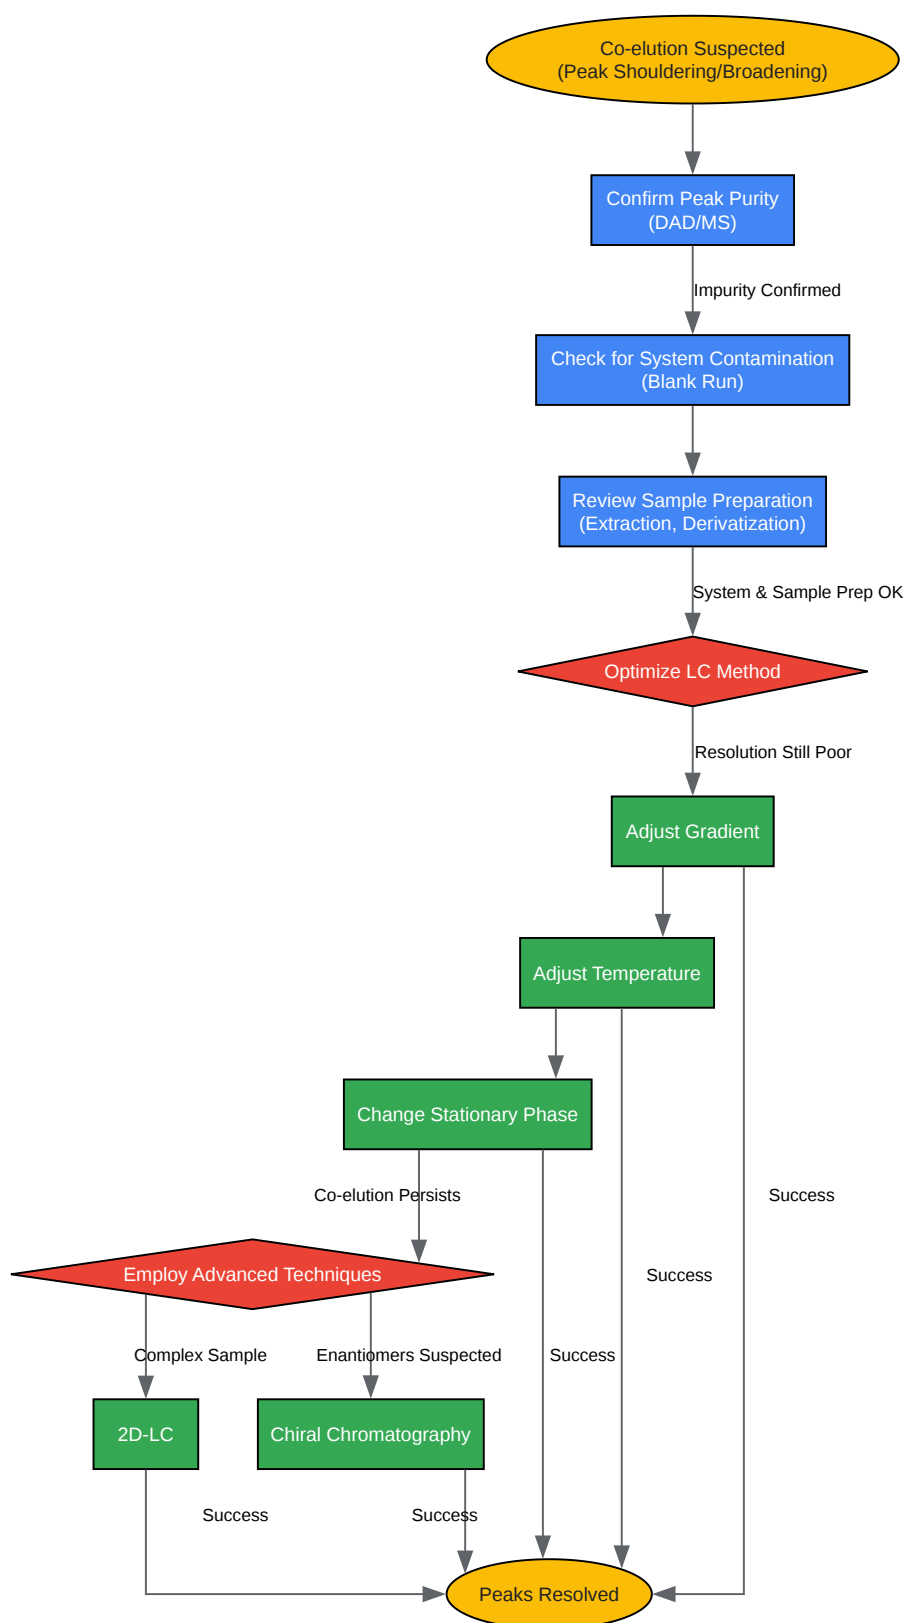 Co-elution Suspected
(Peak Shouldering/Broadening)
Confirm Peak Purity
(DAD/MS)
Impurity Confirmed
Check for System Contamination
(Blank Run)
Review Sample Preparation
(Extraction, Derivatization)
System & Sample Prep OK
Optimize LC Method
Resolution Still Poor
Adjust Gradient
Adjust Temperature
Change Stationary Phase
Co-elution Persists
Success
Employ Advanced Techniques
Success
Complex Sample
Enantiomers Suspected
Success
2D-LC
Chiral Chromatography
Success
Success
Peaks Resolved